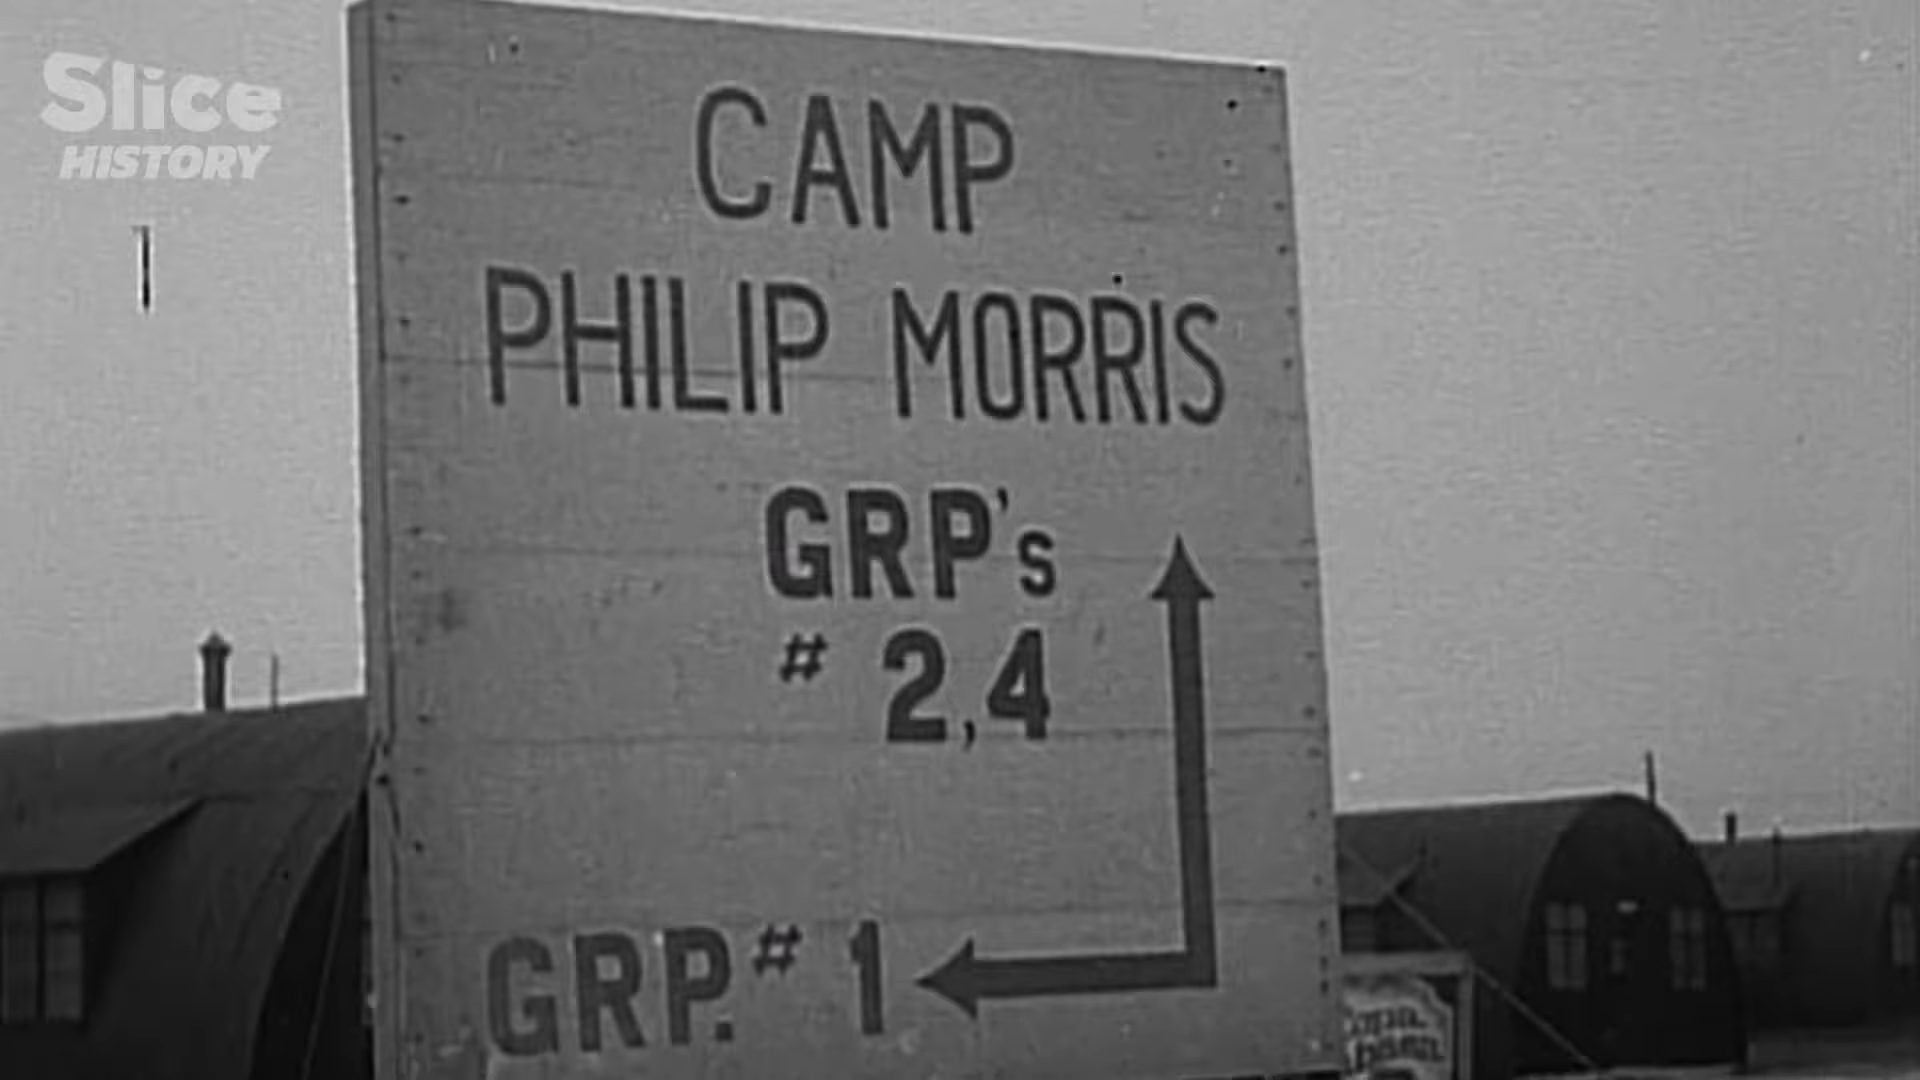 Slice
HISTORY
CAMP
PHILIP MORRIS
GRP's
# 2,4
GRP. # 1